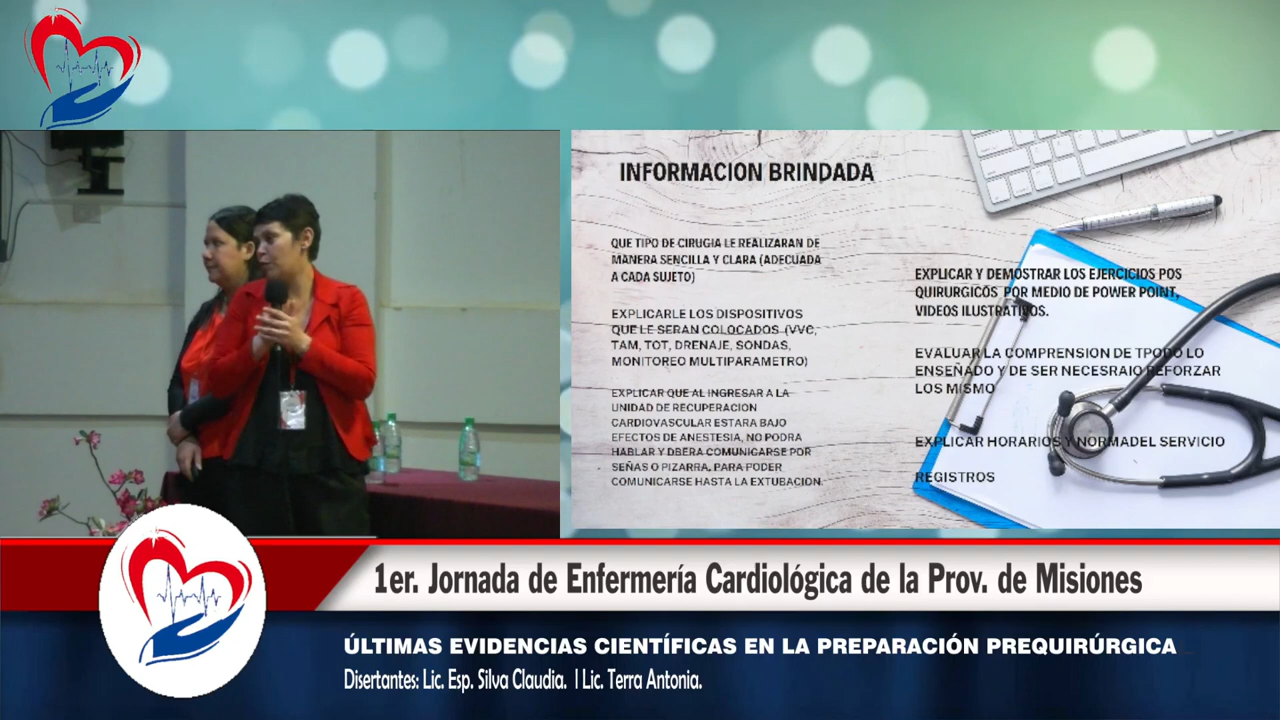 INFORMACION BRINDADA
QUE TIPO DE CIRUGIA LE REALIZARAN DE
MANERA SENCILLA Y CLARA (ADECUADA
A CADA SUJETO)
EXPLICARLE LOS DISPOSITIVOS
QUE LE SERAN COLOCADOS (VVC,
TAM, TOT, DRENAJE, SONDAS,
MONITOREO MULTIPARAMETRO)
EXPLICAR QUE AL INGRESAR A LA
UNIDAD DE RECUPERACION
CARDIOVASCULAR ESTARA BAJO
EFECTOS DE ANESTESIA, NO PODRA
HABLAR Y DBERA COMUNICARSE POR
SEÑAS O PIZARRA, PARA PODER
COMUNICARSE HASTA LA EXTUBACION.
EXPLICAR Y DEMOSTRAR LOS EJERCICIOS POS
QUIRURGICOS POR MEDIO DE POWER POINT,
VIDEOS ILUSTRATIVOS.
EVALUAR LA COMPRENSION DE TPODO LO
ENSEÑADO Y DE SER NECESRAIO REFORZAR
LOS MISMO
EXPLICAR HORARIOS Y NORMADEL SERVICIO
REGISTROS
1er. Jornada de Enfermería Cardiológica de la Prov. de Misiones
ÚLTIMAS EVIDENCIAS CIENTÍFICAS EN LA PREPARACIÓN PREQUIRÚRGICA
Disertantes: Lic. Esp. Silva Claudia. I Lic. Terra Antonia.